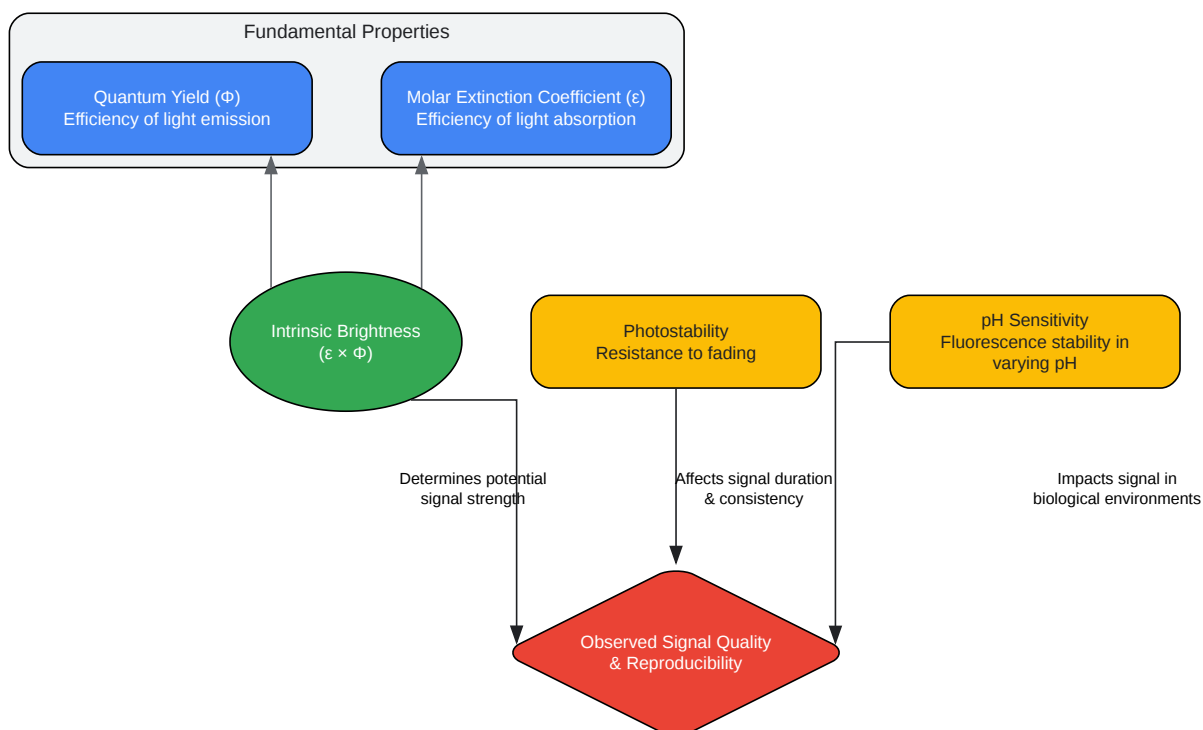 Fundamental Properties
Quantum Yield (Φ)
Efficiency of light emission
Molar Extinction Coefficient (ε)
Efficiency of light absorption
Intrinsic Brightness
(ε × Φ)
Photostability
Resistance to fading
pH Sensitivity
Fluorescence stability in
varying pH
Determines potential
signal strength
Affects signal duration
& consistency
Impacts signal in
biological environments
Observed Signal Quality
& Reproducibility